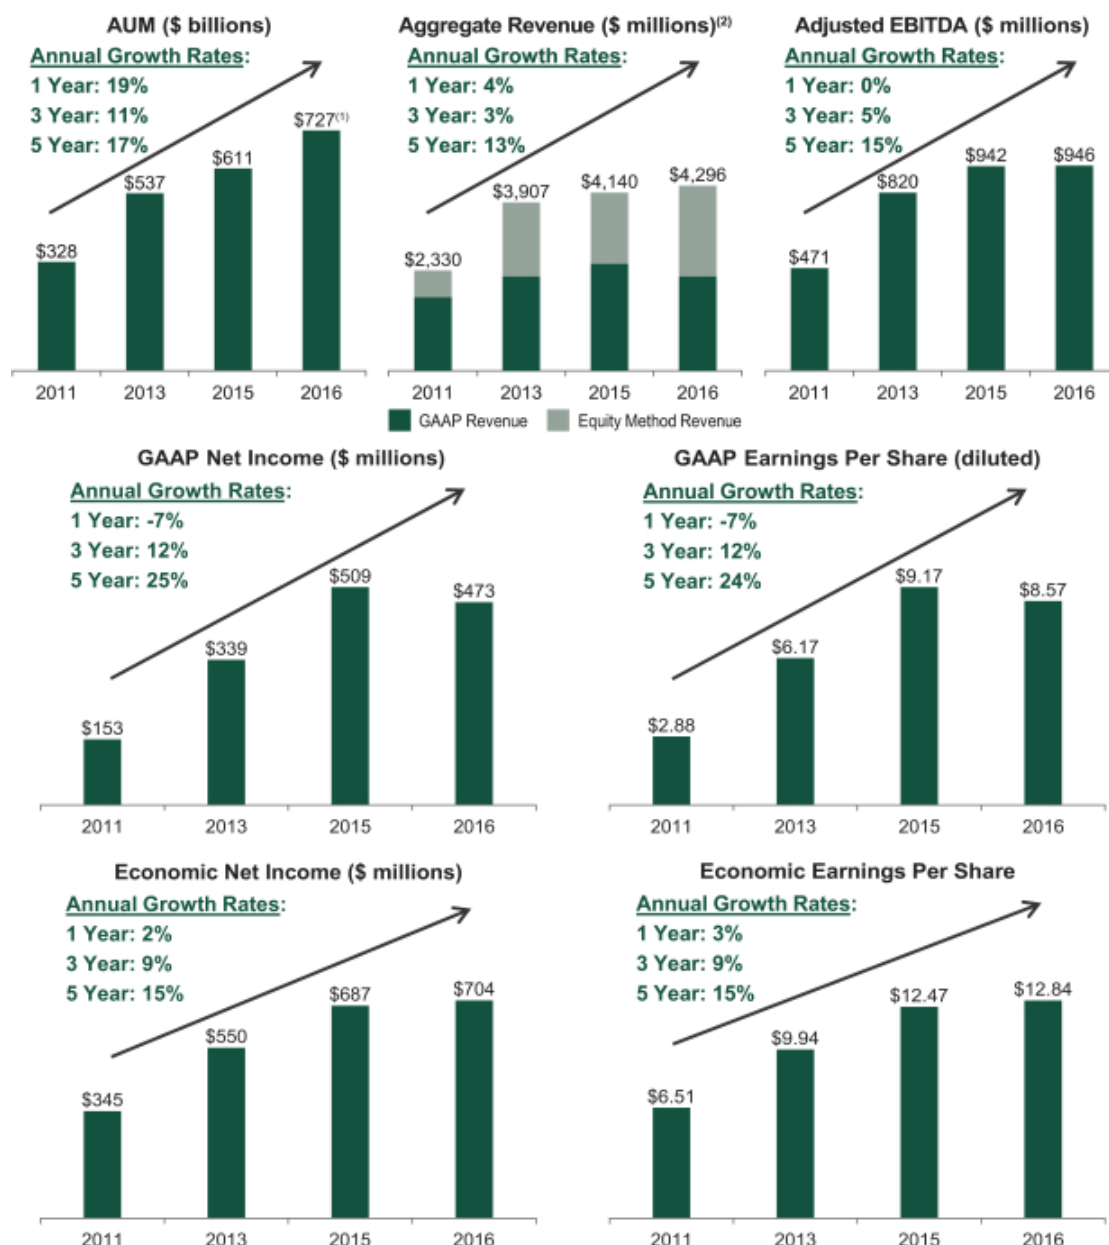 AUM ($ billions)
Annual Growth Rates:
1 Year: 19%
3 Year: 11%
5 Year: 17%
$328
$537
$611
$727(1)
2011 2013 2015 2016
Aggregate Revenue ($ millions)(2)
Annual Growth Rates:
1 Year: 4%
3 Year: 3%
5 Year: 13%
$2,330
$3,907
$4,140
$4,296
2011 2013 2015 2016
GAAP Revenue Equity Method Revenue
Adjusted EBITDA ($ millions)
Annual Growth Rates:
1 Year: 0%
3 Year: 5%
5 Year: 15%
$471
$820
$942
$946
2011 2013 2015 2016
GAAP Net Income ($ millions)
Annual Growth Rates:
1 Year: -7%
3 Year: 12%
5 Year: 25%
$153
$339
$509
$473
2011 2013 2015 2016
GAAP Earnings Per Share (diluted)
Annual Growth Rates:
1 Year: -7%
3 Year: 12%
5 Year: 24%
$2.88
$6.17
$9.17
$8.57
2011 2013 2015 2016
Economic Net Income ($ millions)
Annual Growth Rates:
1 Year: 2%
3 Year: 9%
5 Year: 15%
$345
$550
$687
$704
2011 2013 2015 2016
Economic Earnings Per Share
Annual Growth Rates:
1 Year: 3%
3 Year: 9%
5 Year: 15%
$6.51
$9.94
$12.47
$12.84
2011 2013 2015 2016